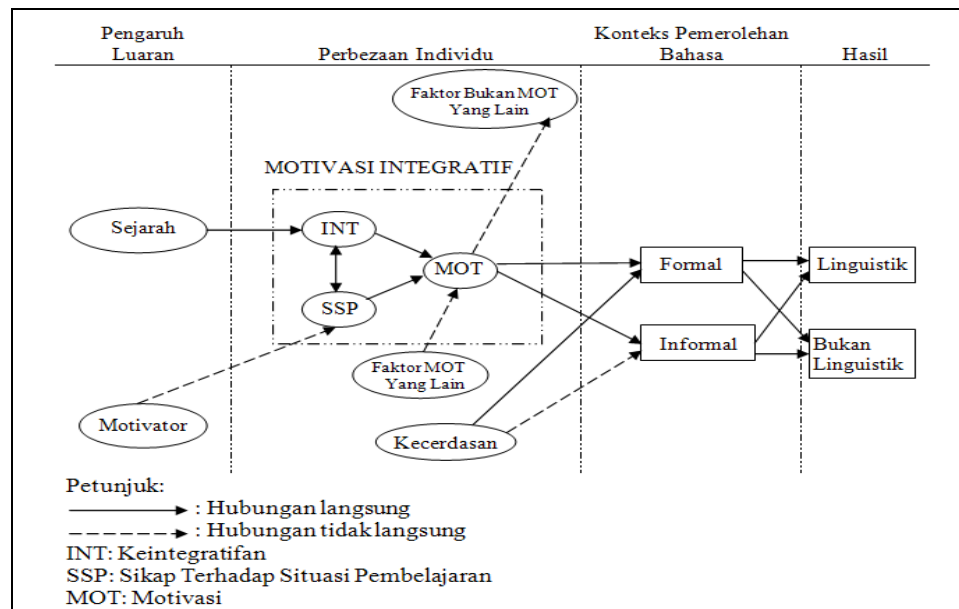 Pengaruh
Luaran
Perbezaan Individu
Konteks Pemerolehan
Bahasa
Hasil
Faktor Bukan MOT
Yang Lain
MOTIVASI INTEGRATIF
Sejarah
INT
MOT
SSP
Formal
Linguistik
Informal
Bukan
Linguistik
Faktor MOT
Yang Lain
Motivator
Kecerdasan
Petunjuk:
: Hubungan langsung
: Hubungan tidak langsung
INT: Keintegratifan
SSP: Sikap Terhadap Situasi Pembelajaran
MOT: Motivasi